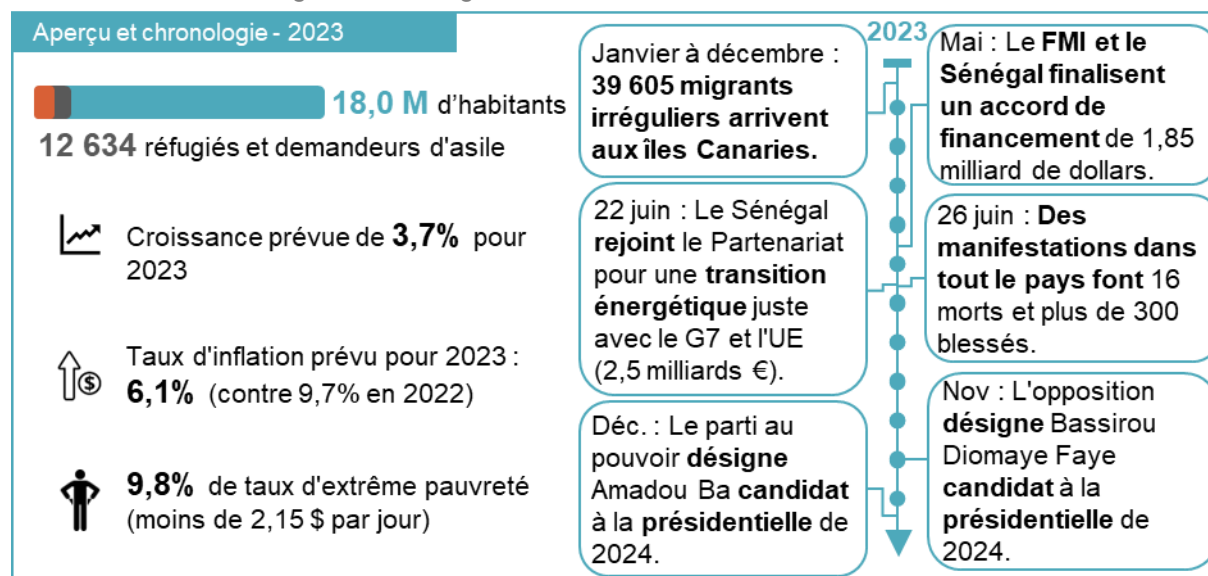 Aperçu et chronologie - 2023
18,0 M d’habitants
12 634 réfugiés et demandeurs d'asile
Croissance prévue de 3,7% pour
2023
Taux d'inflation prévu pour 2023 :
6,1% (contre 9,7% en 2022)
9,8% de taux d'extrême pauvreté
(moins de 2,15 $ par jour)
2023
Janvier à décembre :
39 605 migrants
irréguliers arrivent
aux îles Canaries.
Mai : Le FMI et le
Sénégal finalisent
un accord de
financement de 1,85
milliard de dollars.
22 juin : Le Sénégal
rejoint le Partenariat
pour une transition
énergétique juste
avec le G7 et l'UE
(2,5 milliards €).
26 juin : Des
manifestations dans
tout le pays font 16
morts et plus de 300
blessés.
Déc. : Le parti au
pouvoir désigne
Amadou Ba candidat
à la présidentielle de
2024.
Nov : L'opposition
désigne Bassirou
Diomaye Faye
candidat à la
présidentielle de
2024.